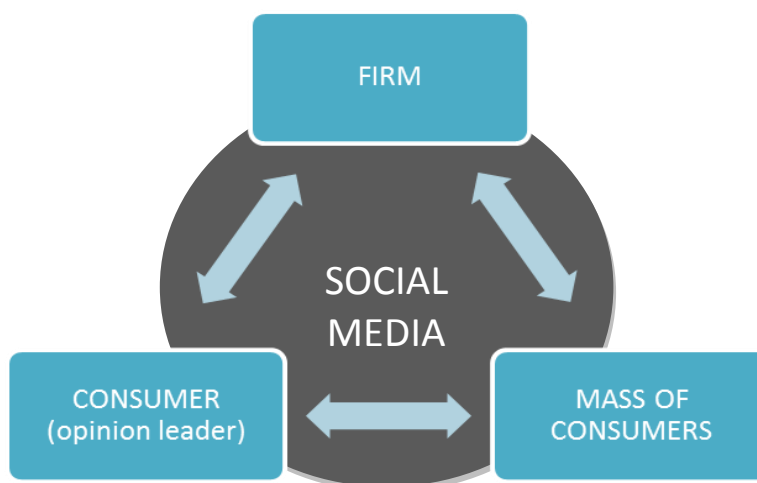 FIRM
SOCIAL
MEDIA
CONSUMER
(opinion leader)
MASS OF
CONSUMERS